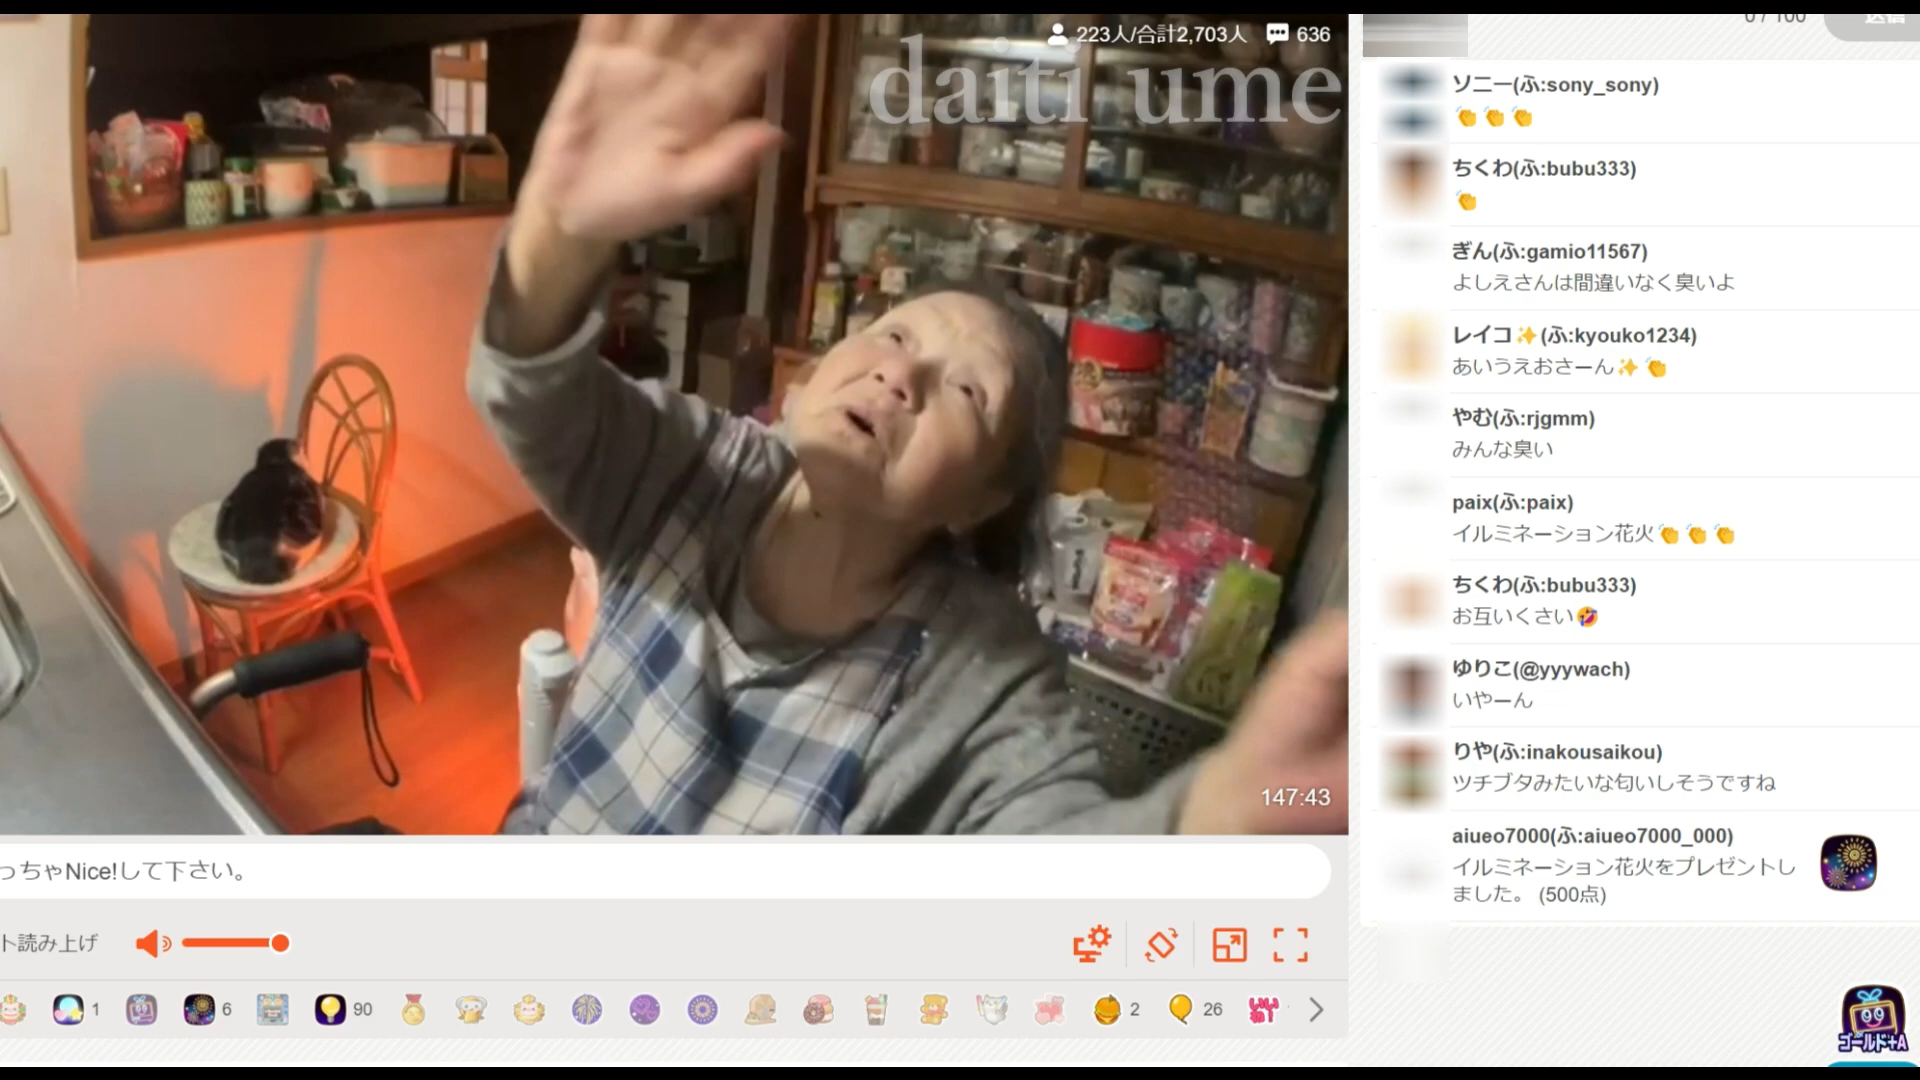 223人/合計2,703人 636
daiti ume
147:43
っちゃNice!して下さい。
ト読み上げ
1
6
90
2
26
0 / 100
送信
ソニー(ふ:sony_sony)
👏👏👏
ちくわ(ふ:bubu333)
👏
ぎん(ふ:gamio11567)
よしえさんは間違いなく臭いよ
レイコ✨(ふ:kyouko1234)
あいうえおさーん✨👏
やむ(ふ:rjgmm)
みんな臭い
paix(ふ:paix)
イルミネーション花火👏👏👏
ちくわ(ふ:bubu333)
お互いくさい🤣
ゆりこ(@yyywach)
いやーん
りや(ふ:inakousaikou)
ツチブタみたいな匂いしそうですね
aiueo7000(ふ:aiueo7000_000)
イルミネーション花火をプレゼントし
ました。 (500点)
ゴールド+A